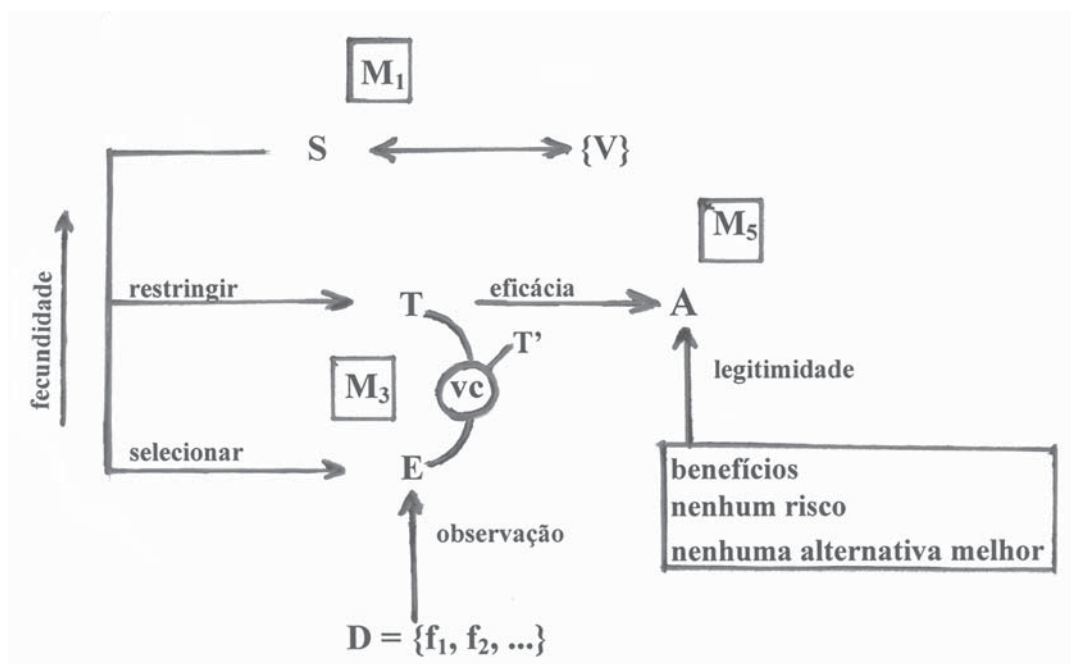 M₁
S
{V}
M₅
fecundidade
restringir
T
eficácia
A
T’
M₃
vc
legitimidade
selecionar
E
benefícios
nenhum risco
nenhuma alternativa melhor
observação
D = {f₁, f₂, ...}